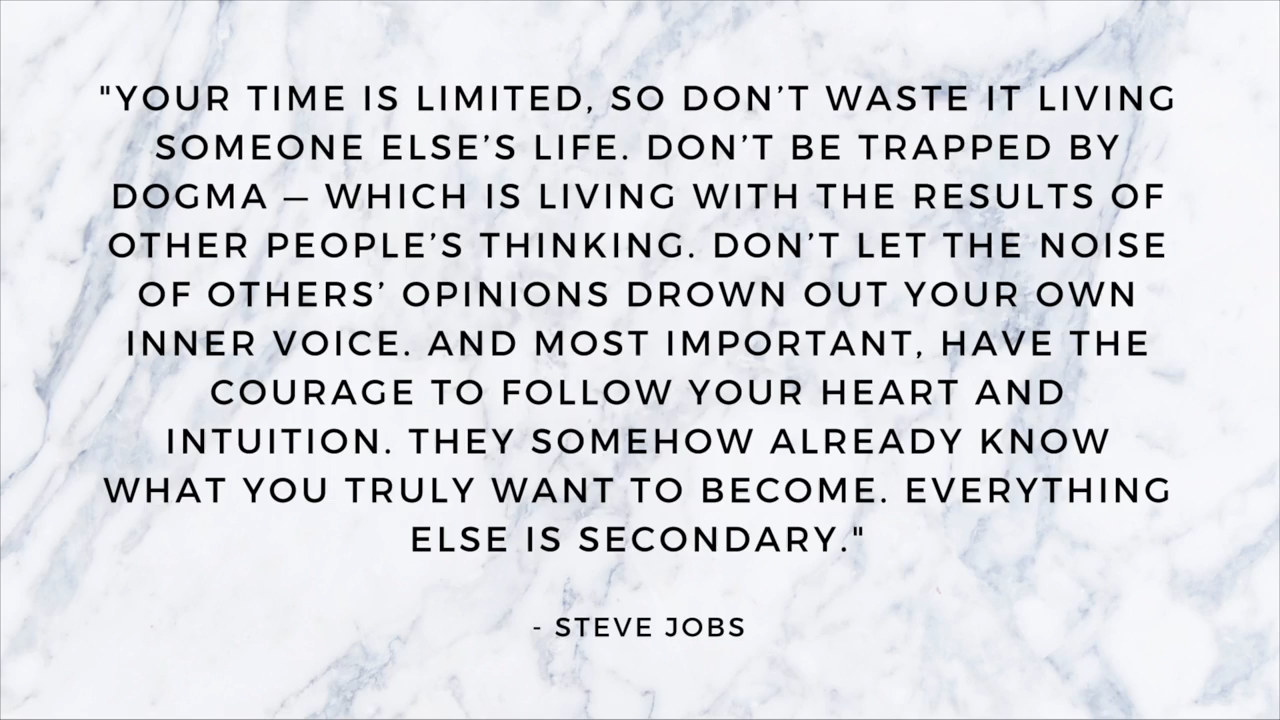 "YOUR TIME IS LIMITED, SO DON’T WASTE IT LIVING
SOMEONE ELSE’S LIFE. DON’T BE TRAPPED BY
DOGMA — WHICH IS LIVING WITH THE RESULTS OF
OTHER PEOPLE’S THINKING. DON’T LET THE NOISE
OF OTHERS’ OPINIONS DROWN OUT YOUR OWN
INNER VOICE. AND MOST IMPORTANT, HAVE THE
COURAGE TO FOLLOW YOUR HEART AND
INTUITION. THEY SOMEHOW ALREADY KNOW
WHAT YOU TRULY WANT TO BECOME. EVERYTHING
ELSE IS SECONDARY."
- STEVE JOBS